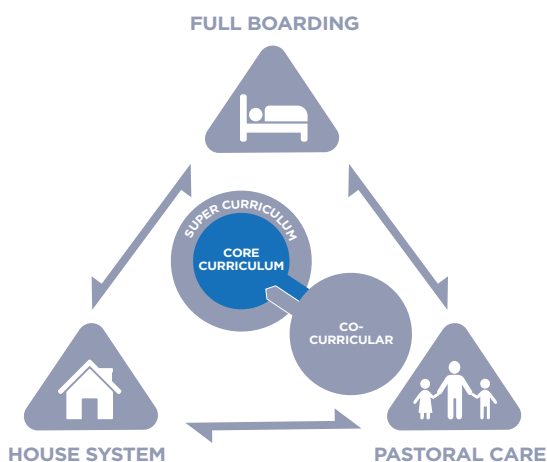 FULL BOARDING
SUPER CURRICULUM
CORE
CURRICULUM
CO-
CURRICULAR
HOUSE SYSTEM
PASTORAL CARE